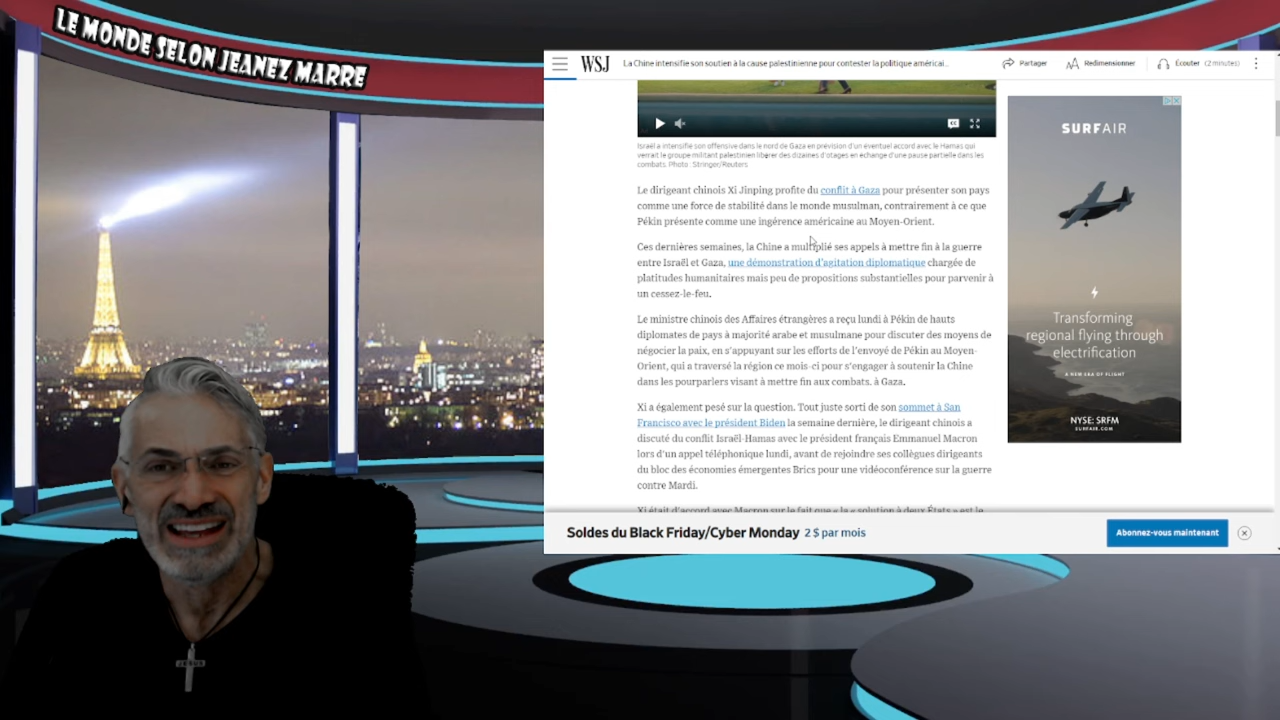 LE MONDE SELON JEANEZ MARRE
WSJ
La Chine intensifie son soutien à la cause palestinienne pour contester la politique américai...
Partager
Redimensionner
Écouter (2 minutes)
Israël a intensifié son offensive dans le nord de Gaza en prévision d'un éventuel accord avec le Hamas qui
verrait le groupe militant palestinien libérer des dizaines d'otages en échange d'une pause partielle dans les
combats. Photo : Stringer/Reuters
Le dirigeant chinois Xi Jinping profite du conflit à Gaza pour présenter son pays
comme une force de stabilité dans le monde musulman, contrairement à ce que
Pékin présente comme une ingérence américaine au Moyen-Orient.
Ces dernières semaines, la Chine a multiplié ses appels à mettre fin à la guerre
entre Israël et Gaza, une démonstration d'agitation diplomatique chargée de
platitudes humanitaires mais peu de propositions substantielles pour parvenir à
un cessez-le-feu.
Le ministre chinois des Affaires étrangères a reçu lundi à Pékin de hauts
diplomates de pays à majorité arabe et musulmane pour discuter des moyens de
négocier la paix, en s'appuyant sur les efforts de l'envoyé de Pékin au Moyen-
Orient, qui a traversé la région ce mois-ci pour s'engager à soutenir la Chine
dans les pourparlers visant à mettre fin aux combats. à Gaza.
Xi a également pesé sur la question. Tout juste sorti de son sommet à San
Francisco avec le président Biden la semaine dernière, le dirigeant chinois a
discuté du conflit Israël-Hamas avec le président français Emmanuel Macron
lors d'un appel téléphonique lundi, avant de rejoindre ses collègues dirigeants
du bloc des économies émergentes Brics pour une vidéoconférence sur la guerre
contre Mardi.
Xi était d'accord avec Macron sur le fait que « la « solution à deux États » est le
SURFAIR
Transforming
regional flying through
electrification
A NEW ERA OF FLIGHT
NYSE: SRFM
SURFAIR.COM
Soldes du Black Friday/Cyber Monday 2 $ par mois
Abonnez-vous maintenant
JESUS